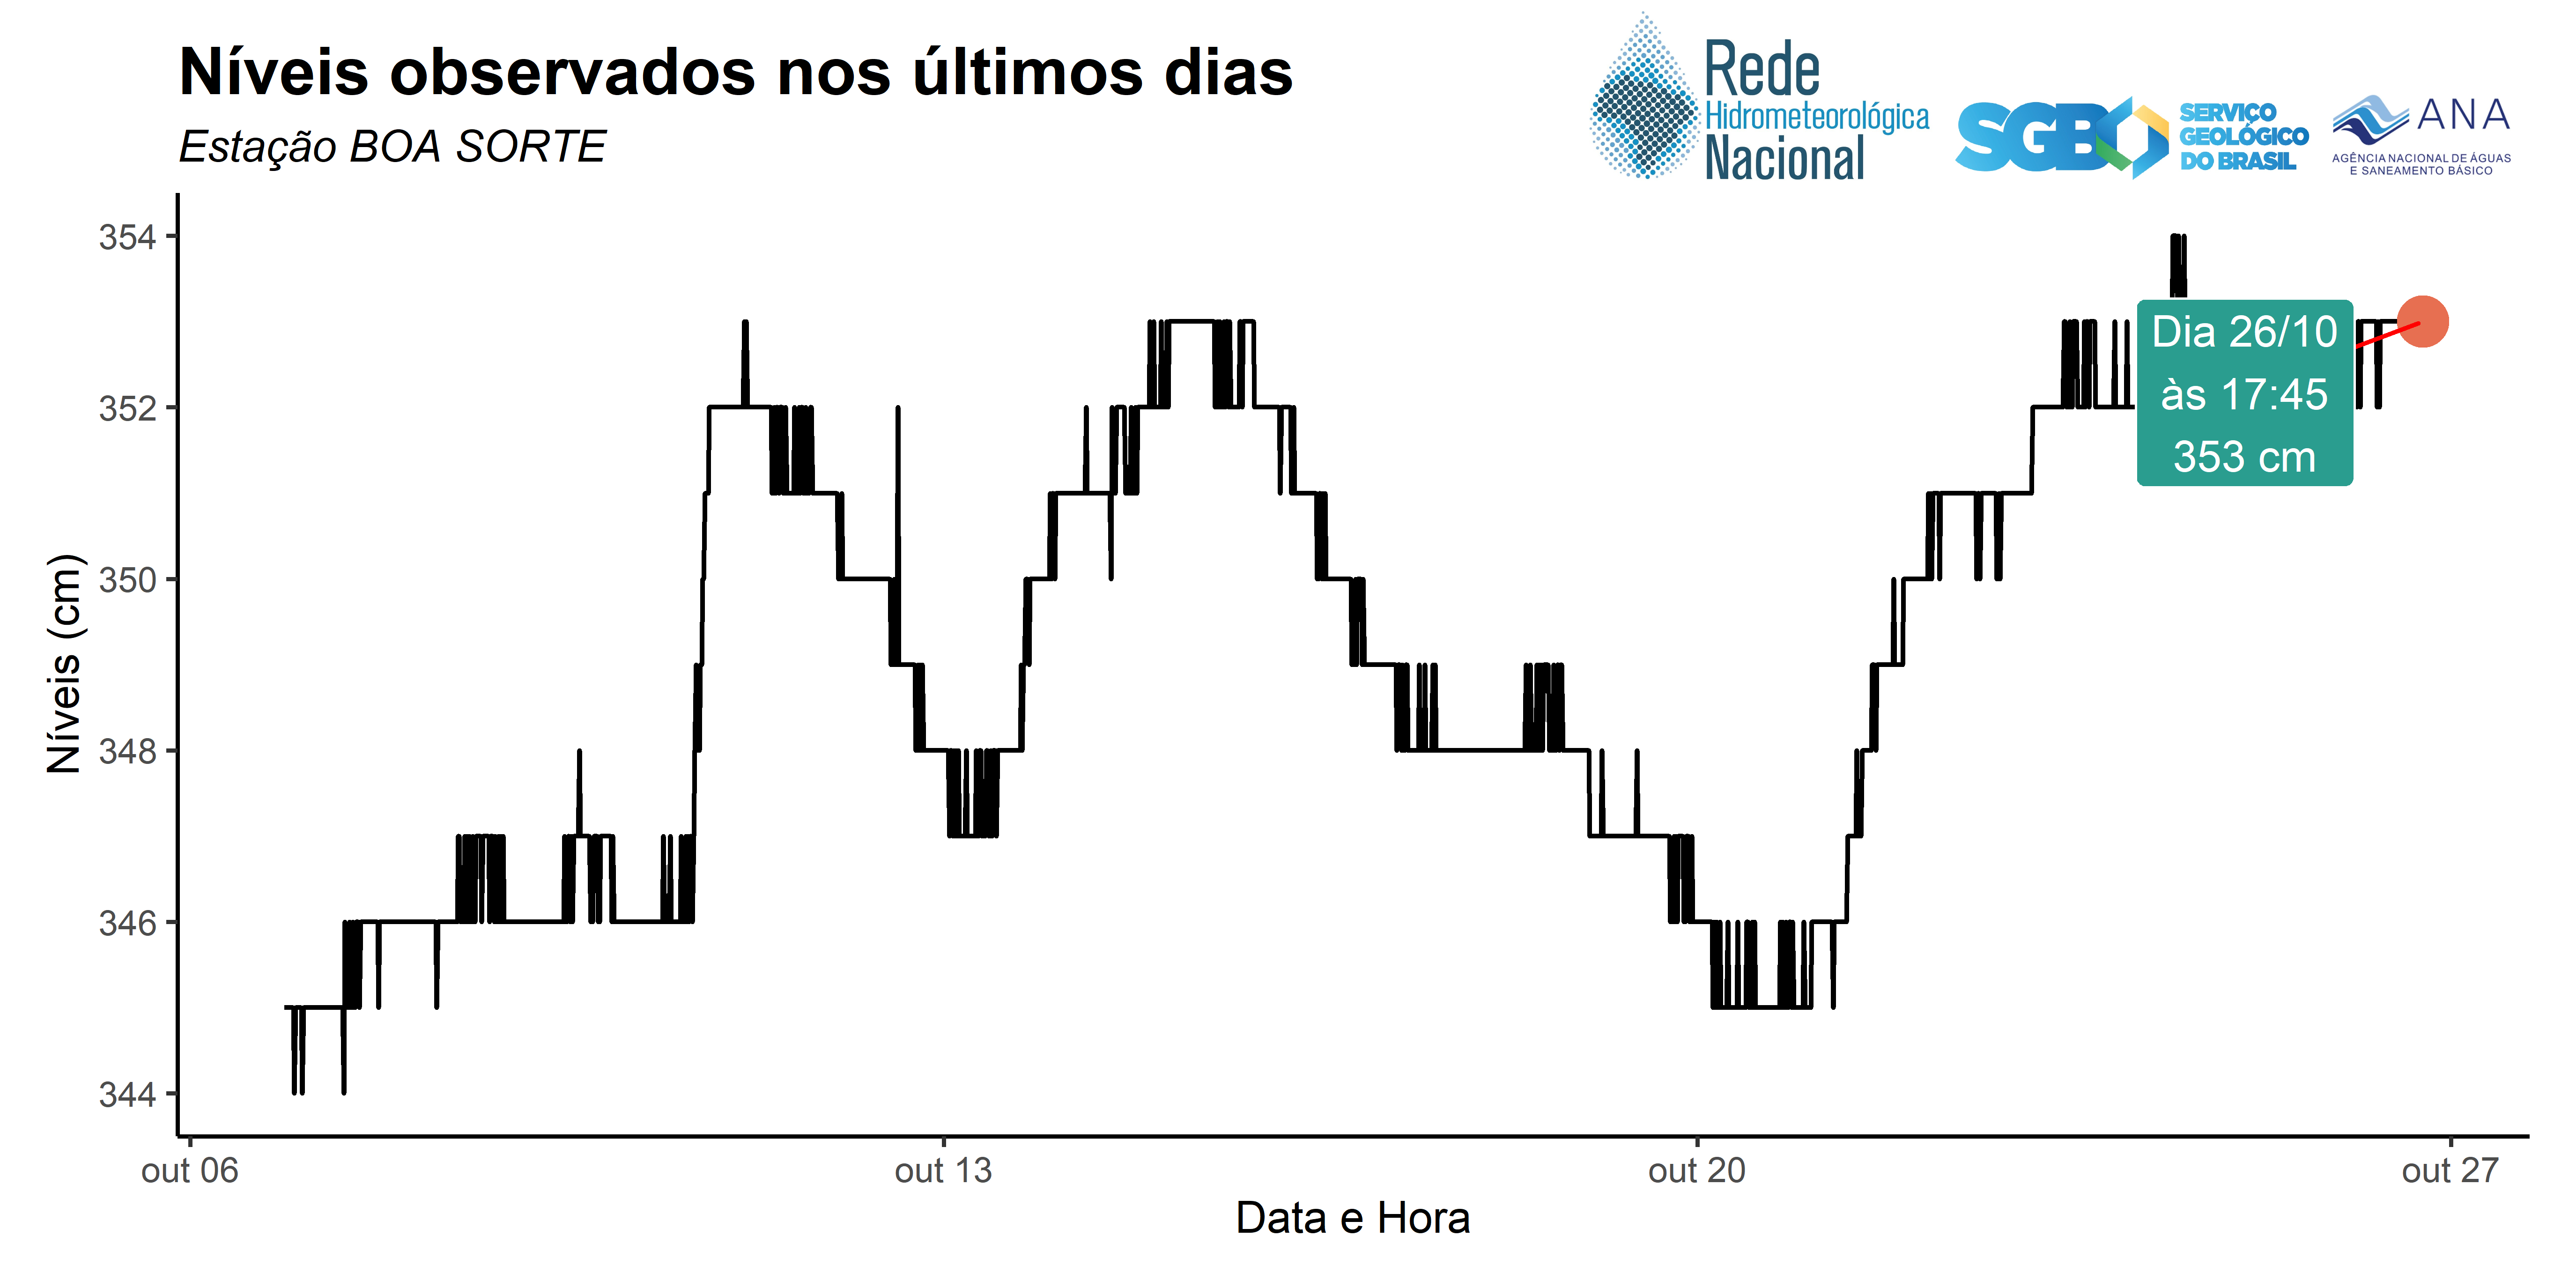 Níveis observados nos últimos dias
Estação BOA SORTE
Rede
Hidrometeorológica
Nacional
SGB
SERVIÇO
GEOLÓGICO
DO BRASIL
ANA
AGÊNCIA NACIONAL DE ÁGUAS
E SANEAMENTO BÁSICO
354
352
350
348
346
344
Níveis (cm)
Dia 26/10
às 17:45
353 cm
out 06
out 13
out 20
out 27
Data e Hora